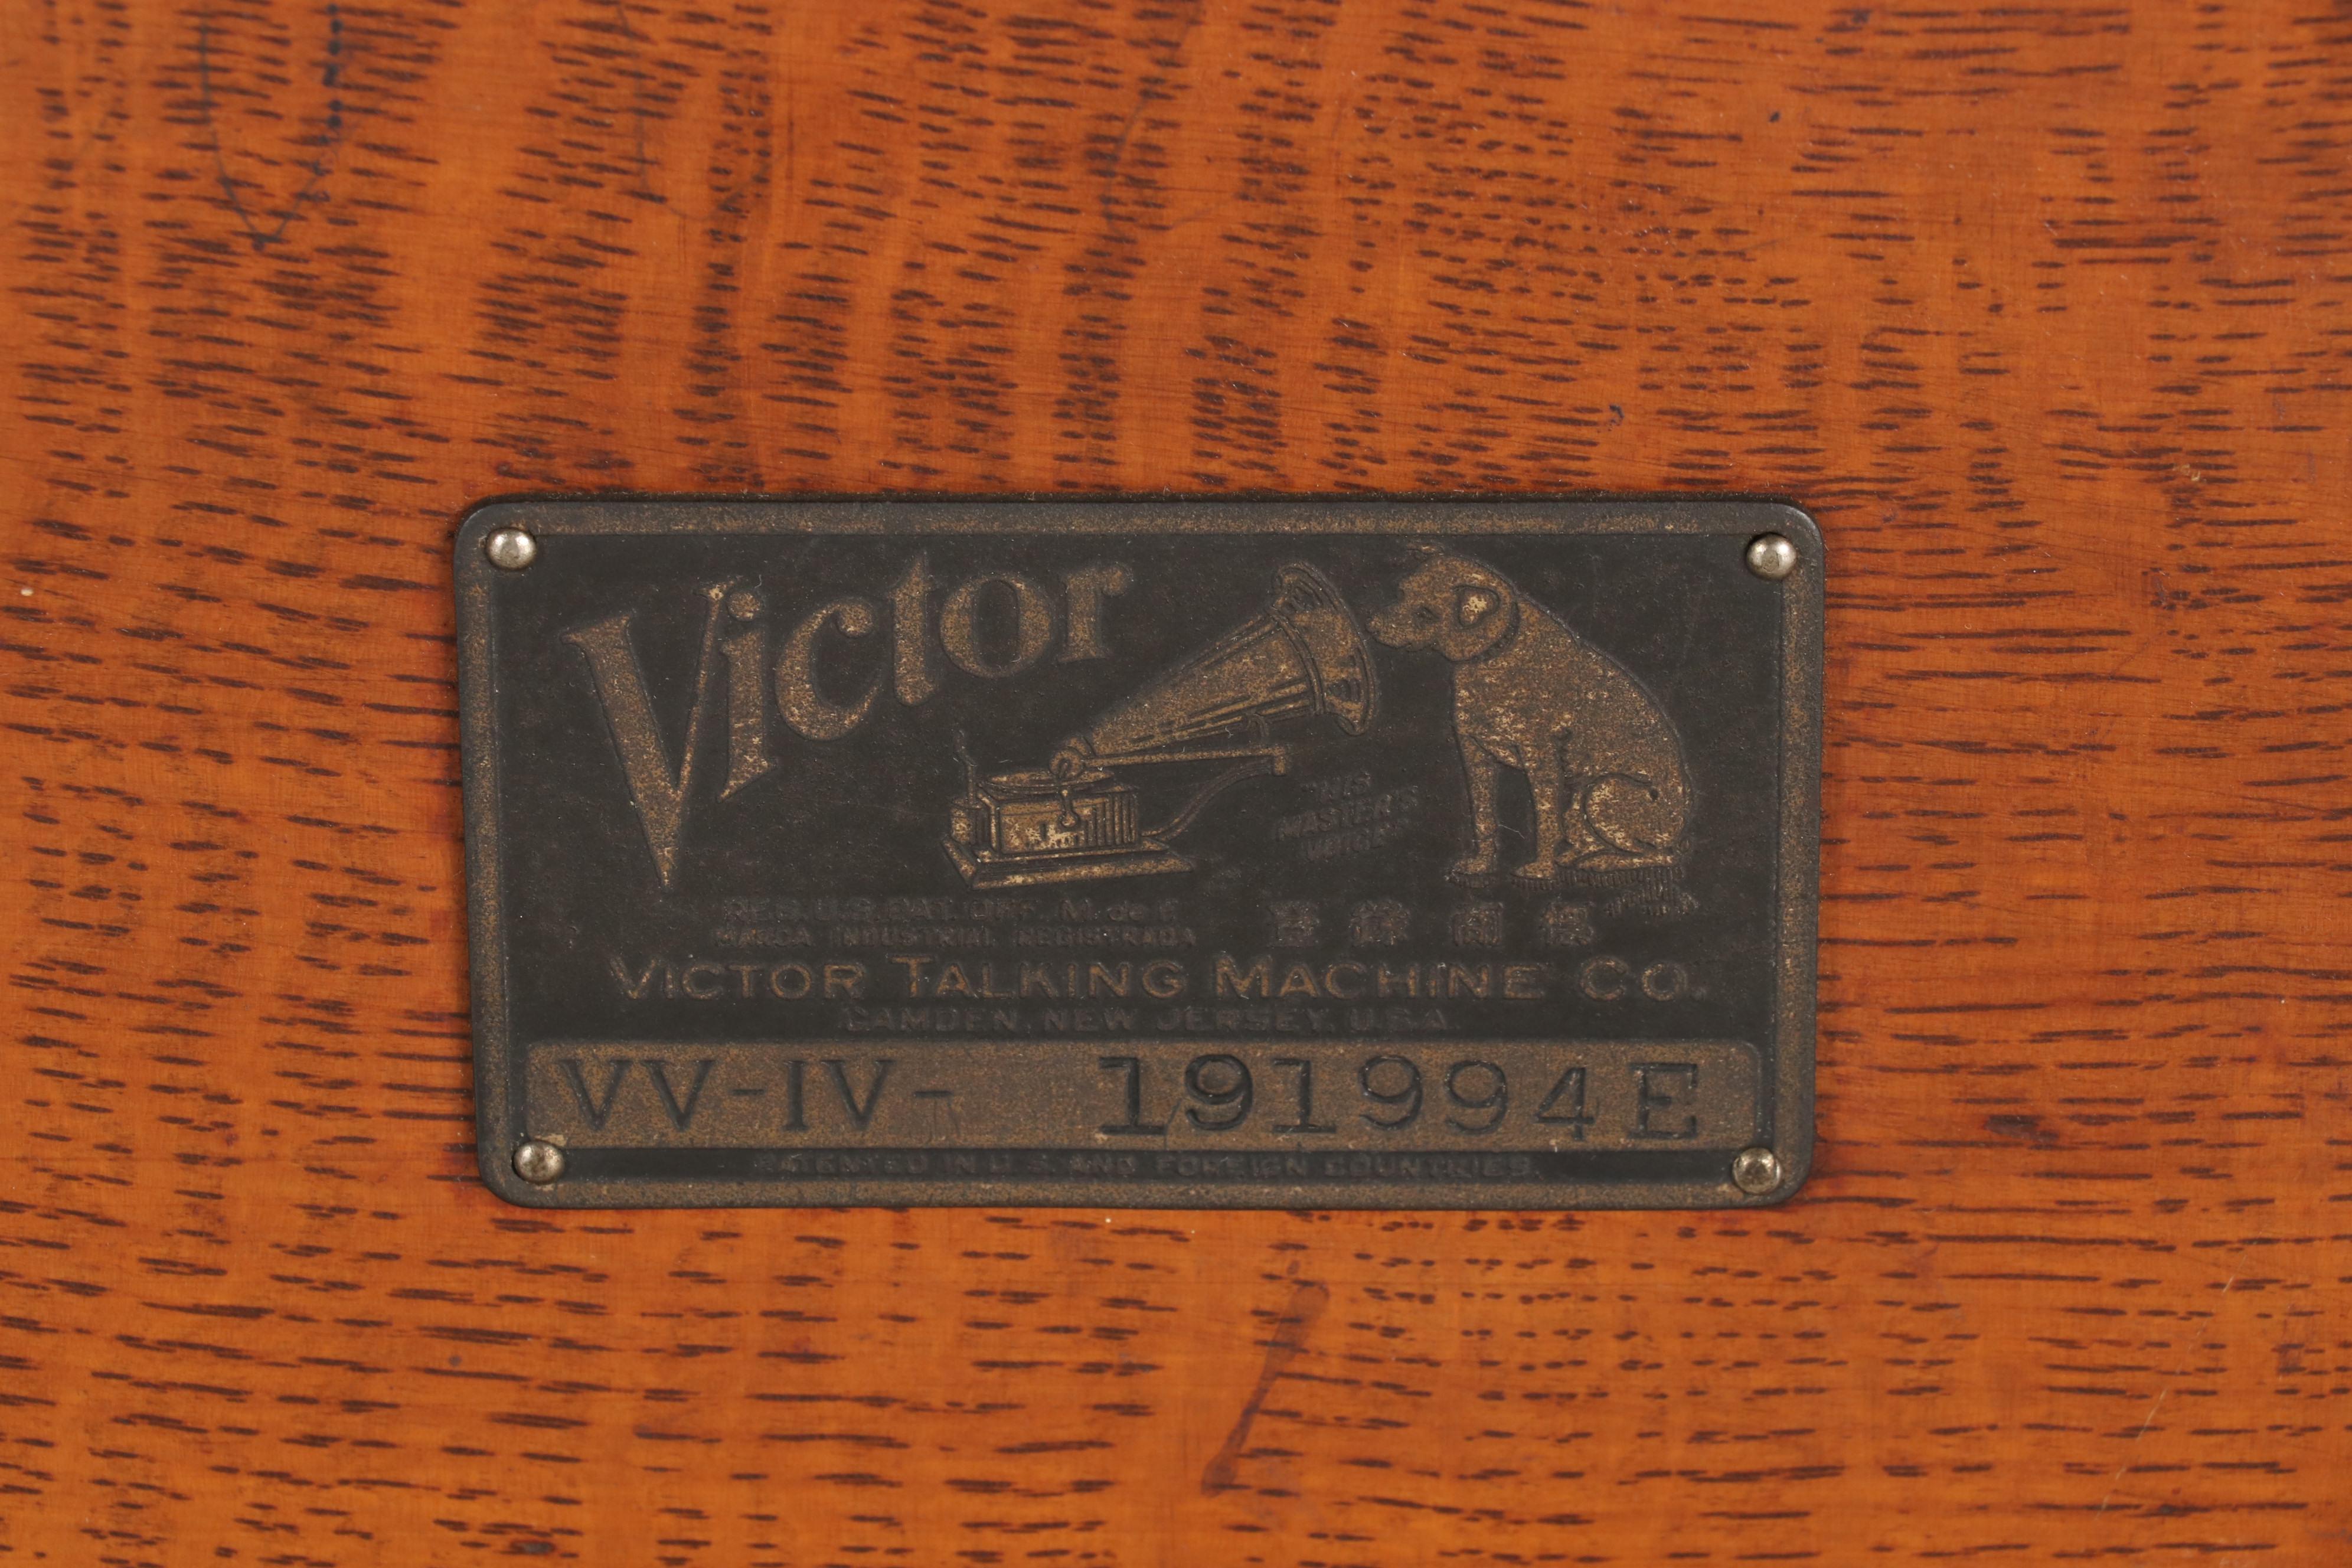 Victor
HIS
MASTER'S
VOICE
REG. U.S. PAT. OFF. M. de F.
MARCA INDUSTRIAL REGISTRADA
VICTOR TALKING MACHINE CO.
CAMDEN, NEW JERSEY, U.S.A.
VV-IV- 191994E
PATENTED IN U.S. AND FOREIGN COUNTRIES.